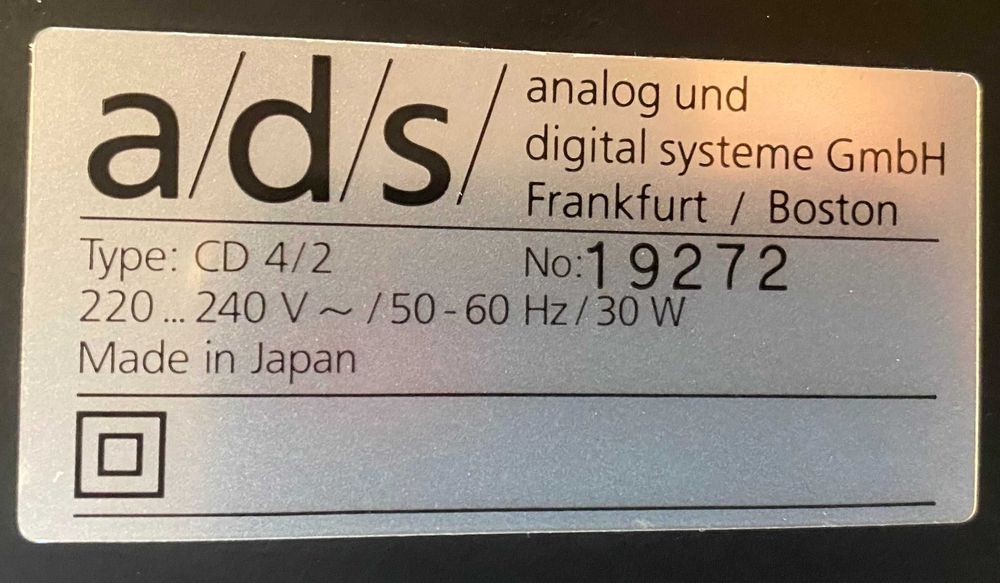 a/d/s/
analog und
digital systeme GmbH
Frankfurt / Boston
Type: CD 4/2 No: 19272
220 ... 240 V ~ / 50 - 60 Hz / 30 W
Made in Japan